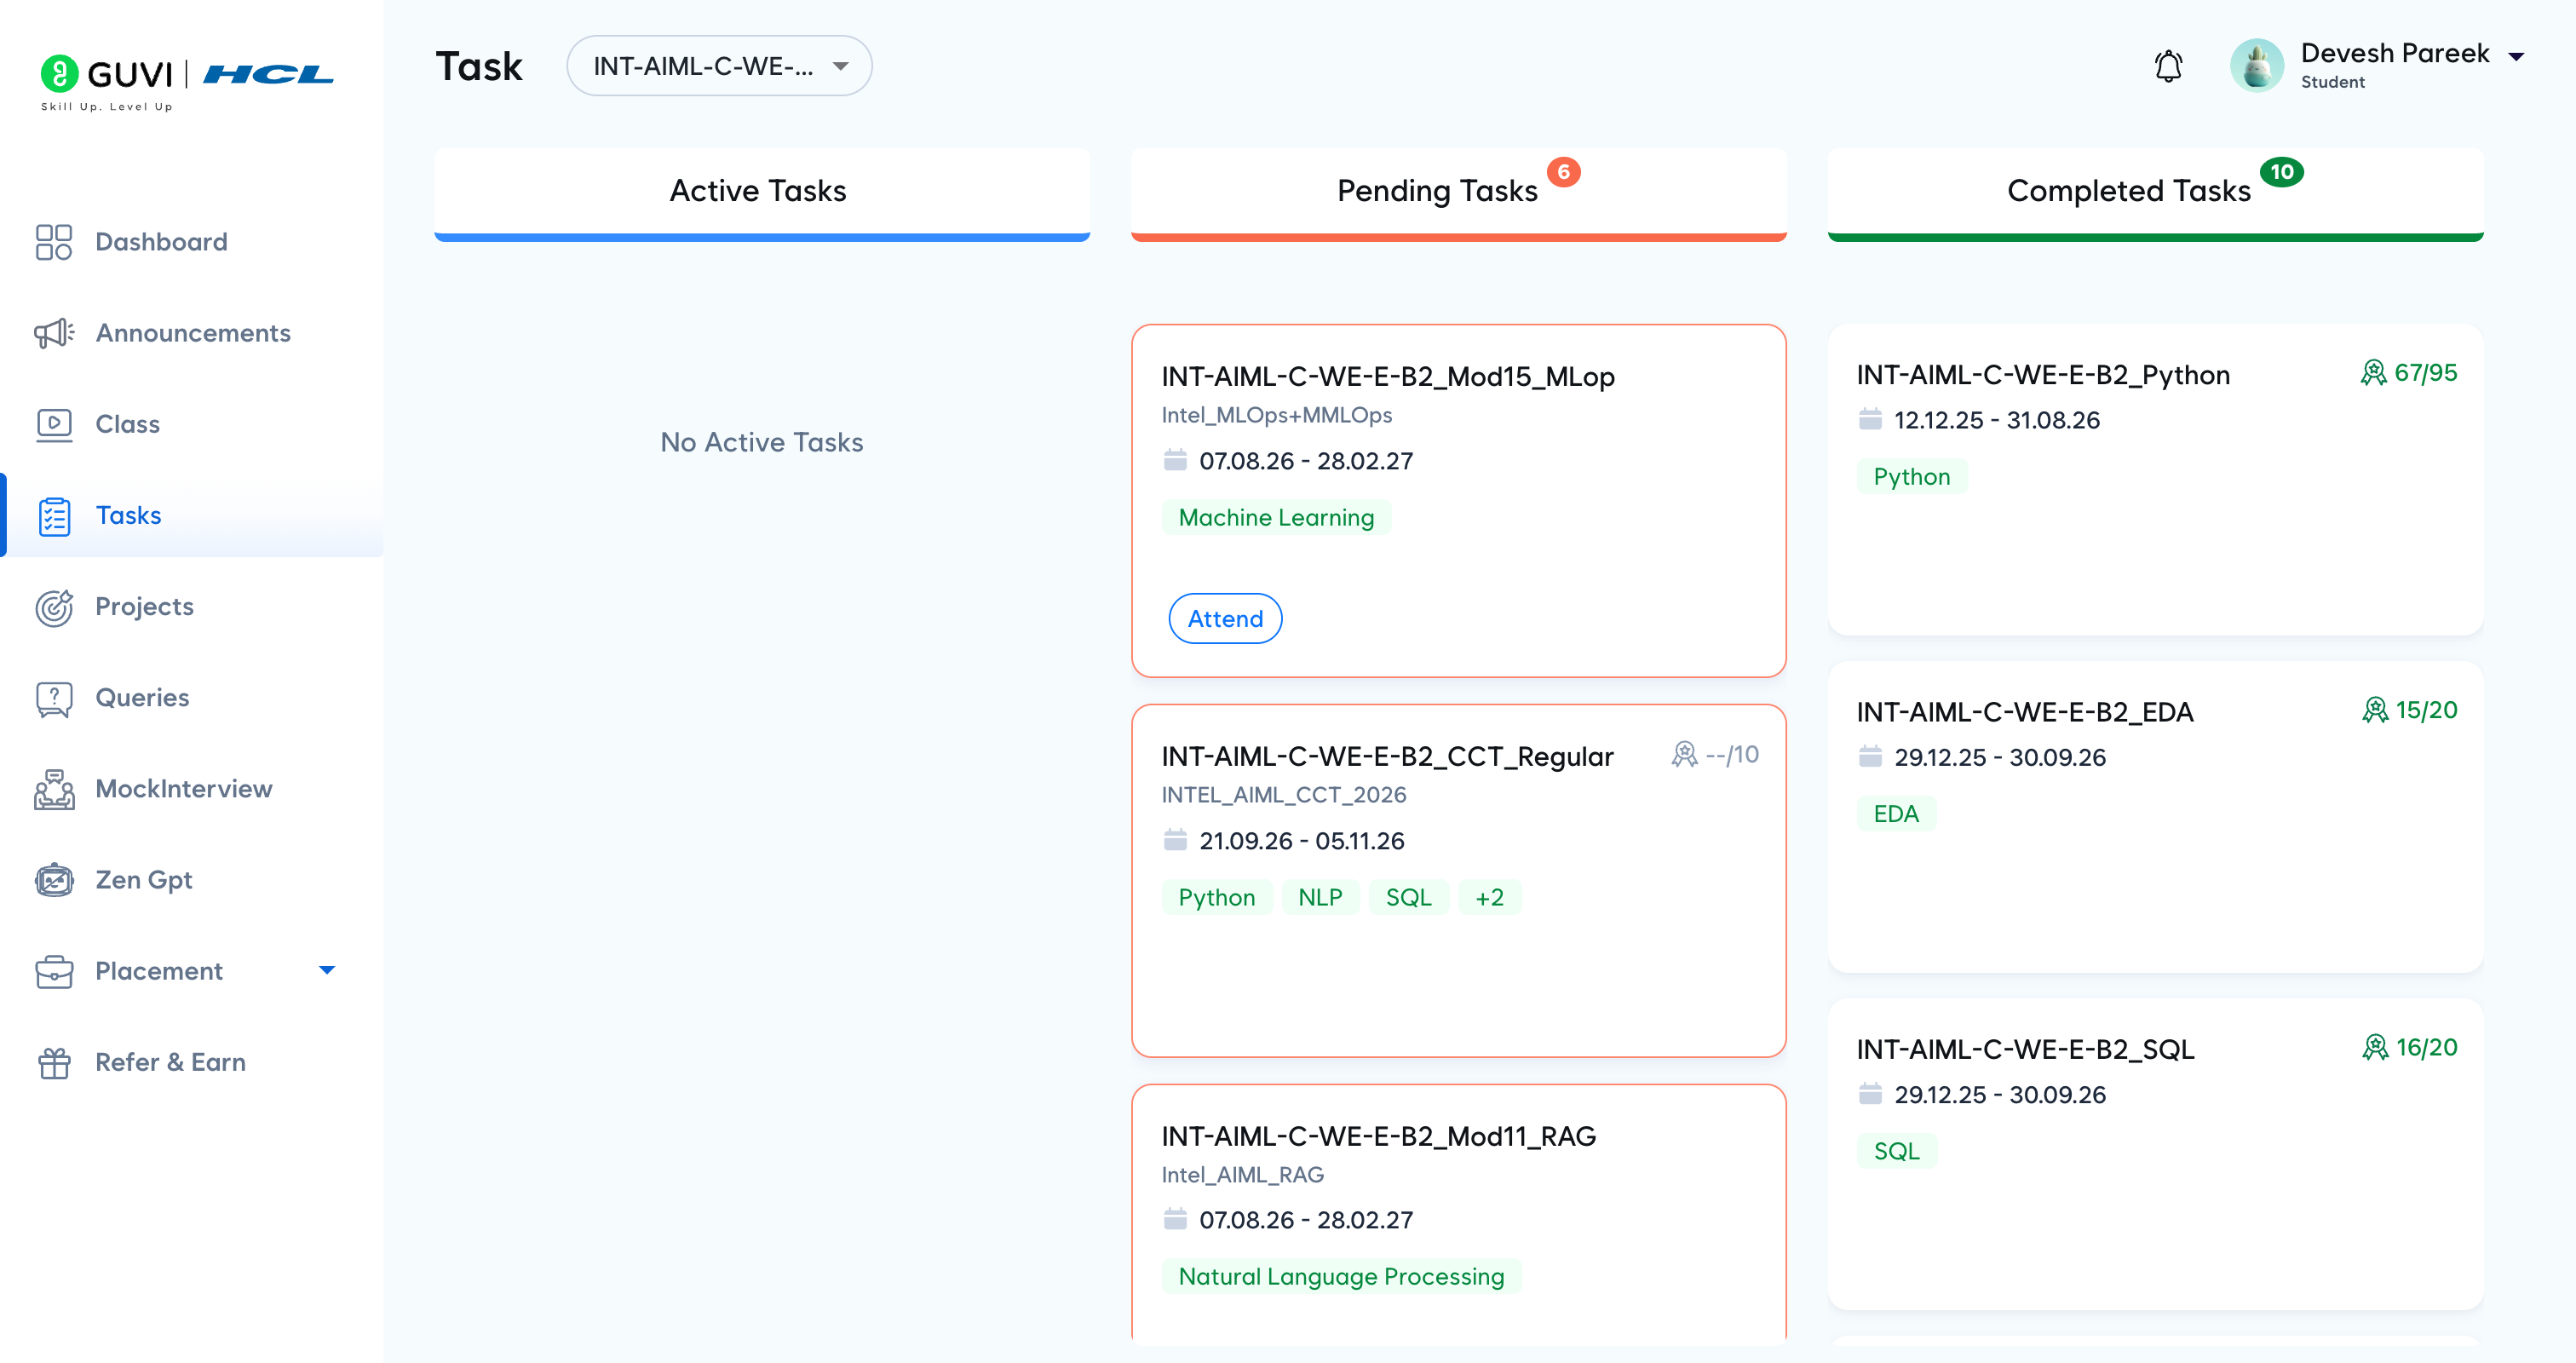 GUVI | HCL
Skill Up. Level Up
Dashboard
Announcements
Class
Tasks
Projects
Queries
MockInterview
Zen Gpt
Placement
Refer & Earn
Task
INT-AIML-C-WE-...
Devesh Pareek
Student
Active Tasks
No Active Tasks
Pending Tasks 6
INT-AIML-C-WE-E-B2_Mod15_MLop
Intel_MLOps+MMLOps
07.08.26 - 28.02.27
Machine Learning
Attend
INT-AIML-C-WE-E-B2_CCT_Regular --/10
INTEL_AIML_CCT_2026
21.09.26 - 05.11.26
Python NLP SQL +2
INT-AIML-C-WE-E-B2_Mod11_RAG
Intel_AIML_RAG
07.08.26 - 28.02.27
Natural Language Processing
Completed Tasks 10
INT-AIML-C-WE-E-B2_Python 67/95
12.12.25 - 31.08.26
Python
INT-AIML-C-WE-E-B2_EDA 15/20
29.12.25 - 30.09.26
EDA
INT-AIML-C-WE-E-B2_SQL 16/20
29.12.25 - 30.09.26
SQL